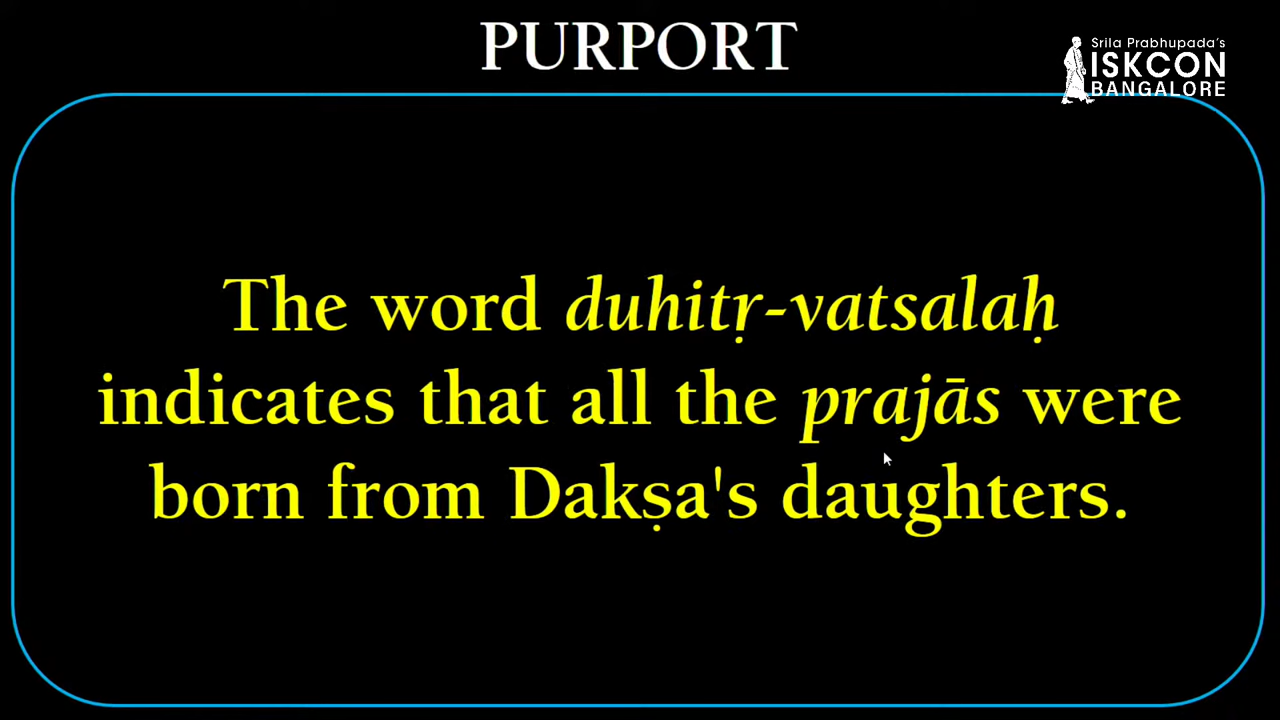 PURPORT
Srila Prabhupada's
ISKCON
BANGALORE
The word duhitṛ-vatsalaḥ
indicates that all the prajās were
born from Dakṣa's daughters.